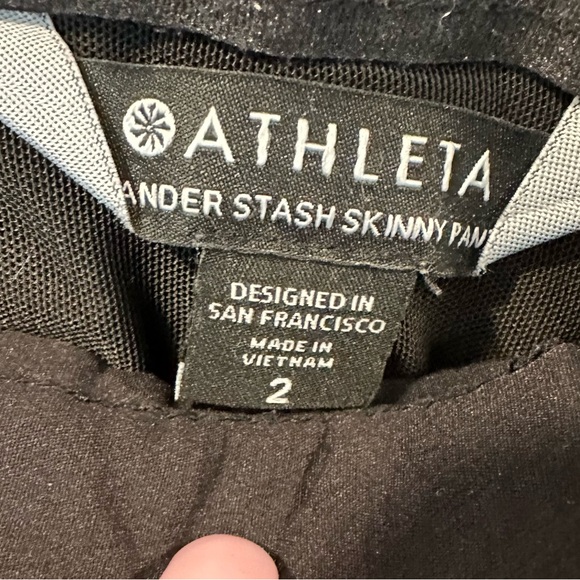 ATHLETA
ANDER STASH SKINNY PAN
DESIGNED IN
SAN FRANCISCO
MADE IN
VIETNAM
2